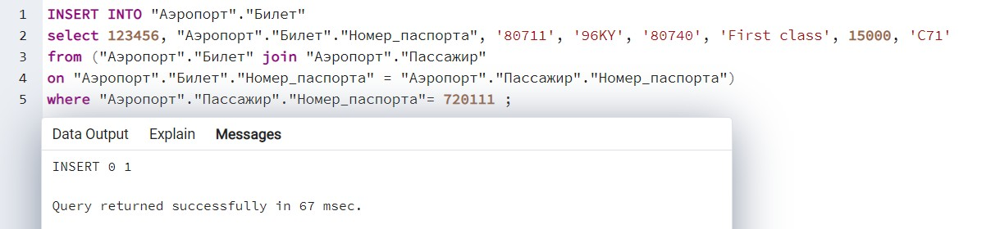 1 INSERT INTO "Аэропорт"."Билет"
2 select 123456, "Аэропорт"."Билет"."Номер_паспорта", '80711', '96KY', '80740', 'First class', 15000, 'C71'
3 from ("Аэропорт"."Билет" join "Аэропорт"."Пассажир"
4 on "Аэропорт"."Билет"."Номер_паспорта" = "Аэропорт"."Пассажир"."Номер_паспорта")
5 where "Аэропорт"."Пассажир"."Номер_паспорта"= 720111 ;
Data Output Explain Messages
INSERT 0 1
Query returned successfully in 67 msec.